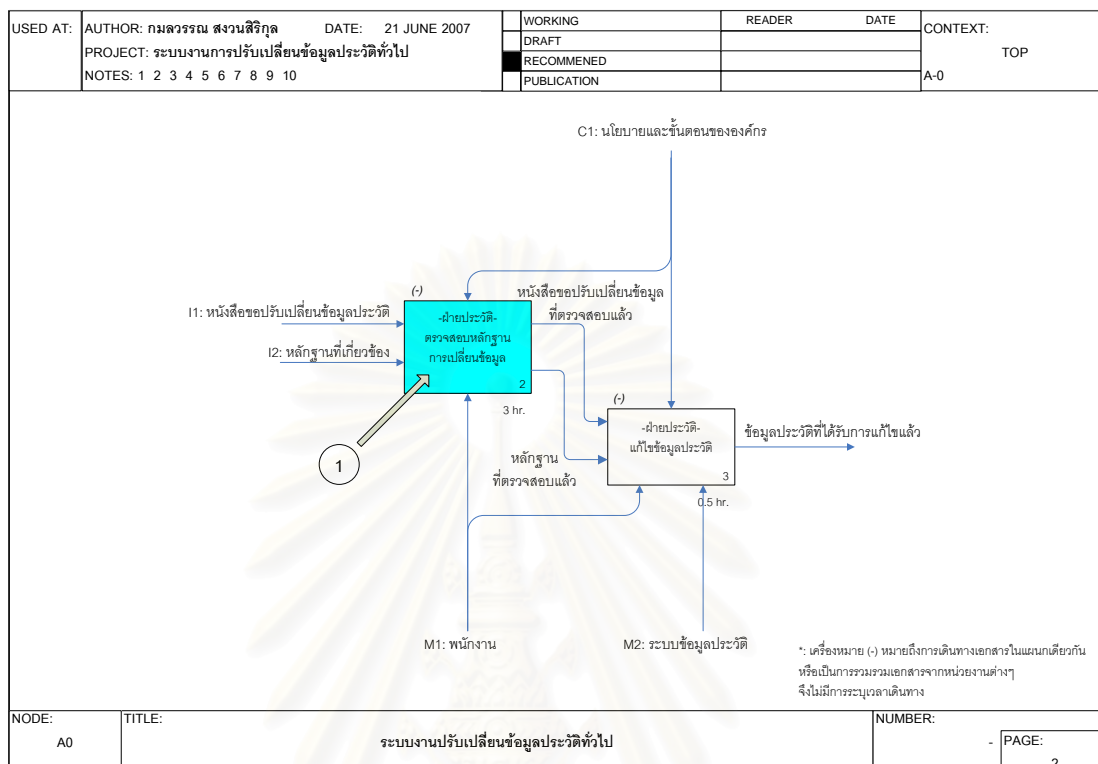 USED AT:
AUTHOR: กมลวรรณ สงวนสิริกุล DATE: 21 JUNE 2007
PROJECT: ระบบงานการปรับเปลี่ยนข้อมูลประวัติทั่วไป
NOTES: 1 2 3 4 5 6 7 8 9 10
WORKING
DRAFT
RECOMMENED
PUBLICATION
READER DATE
CONTEXT:
TOP
A-0
C1: นโยบายและขั้นตอนขององค์กร
(-)
หนังสือขอปรับเปลี่ยนข้อมูล
ที่ตรวจสอบแล้ว
I1: หนังสือขอปรับเปลี่ยนข้อมูลประวัติ
I2: หลักฐานที่เกี่ยวข้อง
-ฝ่ายประวัติ-
ตรวจสอบหลักฐาน
การเปลี่ยนข้อมูล
2
3 hr.
(-)
-ฝ่ายประวัติ-
แก้ไขข้อมูลประวัติ
3
0.5 hr.
ข้อมูลประวัติที่ได้รับการแก้ไขแล้ว
หลักฐาน
ที่ตรวจสอบแล้ว
1
M1: พนักงาน
M2: ระบบข้อมูลประวัติ
*: เครื่องหมาย (-) หมายถึงการเดินทางเอกสารในแผนกเดียวกัน
หรือเป็นการรวมรวมเอกสารจากหน่วยงานต่างๆ
จึงไม่มีการระบุเวลาเดินทาง
NODE:
A0
TITLE:
ระบบงานปรับเปลี่ยนข้อมูลประวัติทั่วไป
NUMBER:
-
PAGE:
2